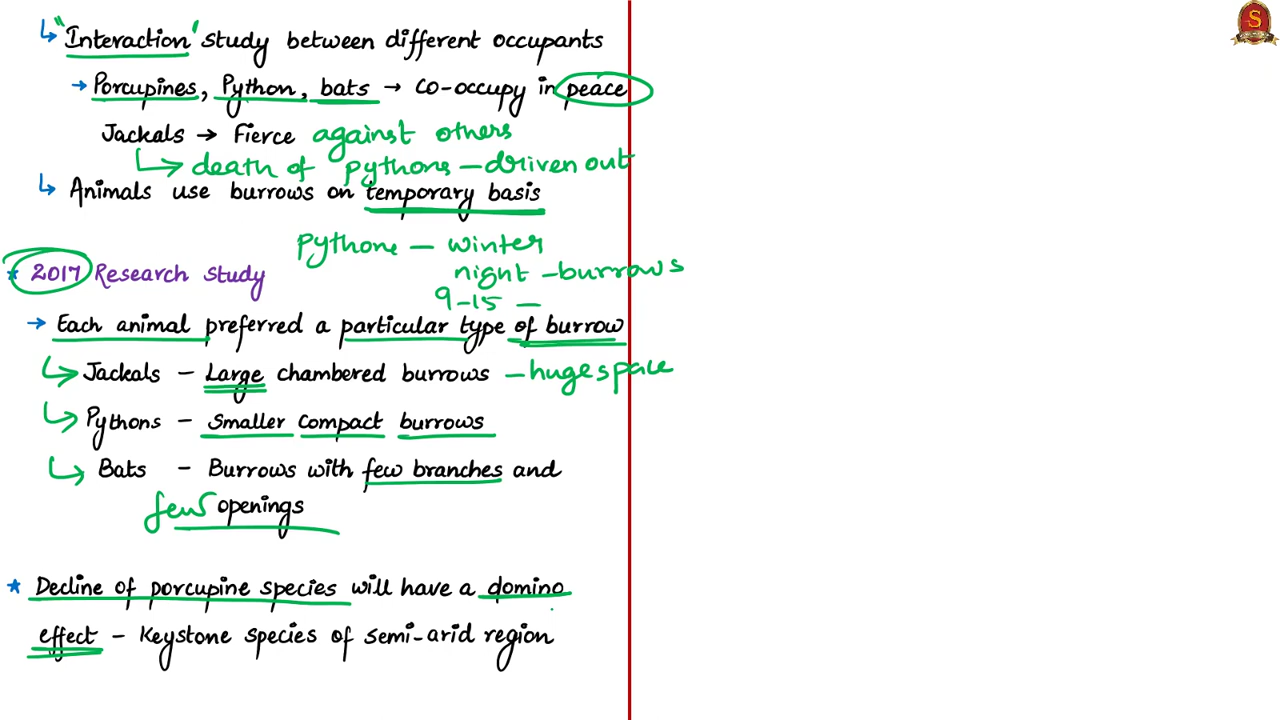 "Interaction" study between different occupants
→ Porcupines, Python, bats → co-occupy in peace
Jackals → Fierce against others
death of pythons - driven out
Animals use burrows on temporary basis
Pythone - winter
* 2017 Research study
night - burrows
9-15 -
→ Each animal preferred a particular type of burrow
Jackals - Large chambered burrows - huge space
Pythons - Smaller compact burrows
Bats - Burrows with few branches and
few openings
* Decline of porcupine species will have a domino
effect - Keystone species of semi-arid region
S